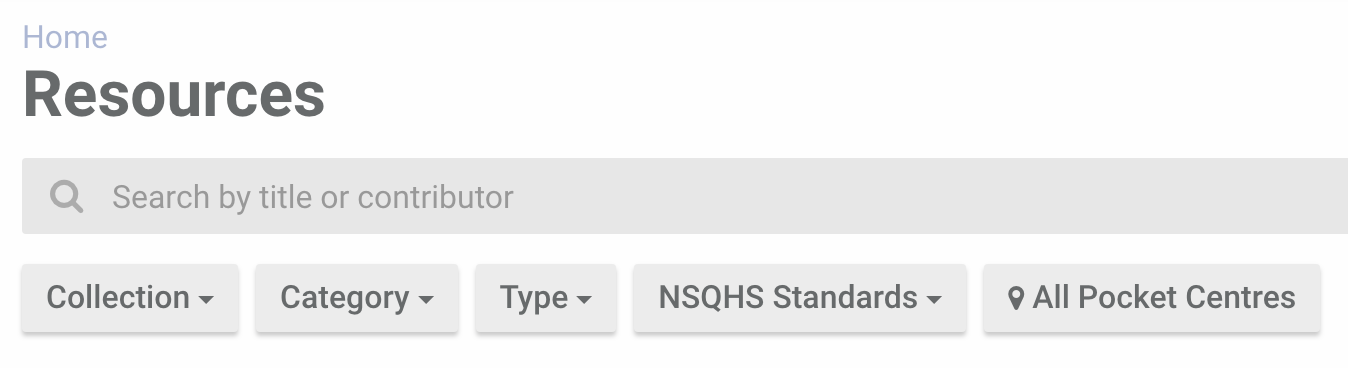 Home
Resources
Search by title or contributor
Collection Category Type NSQHS Standards All Pocket Centres